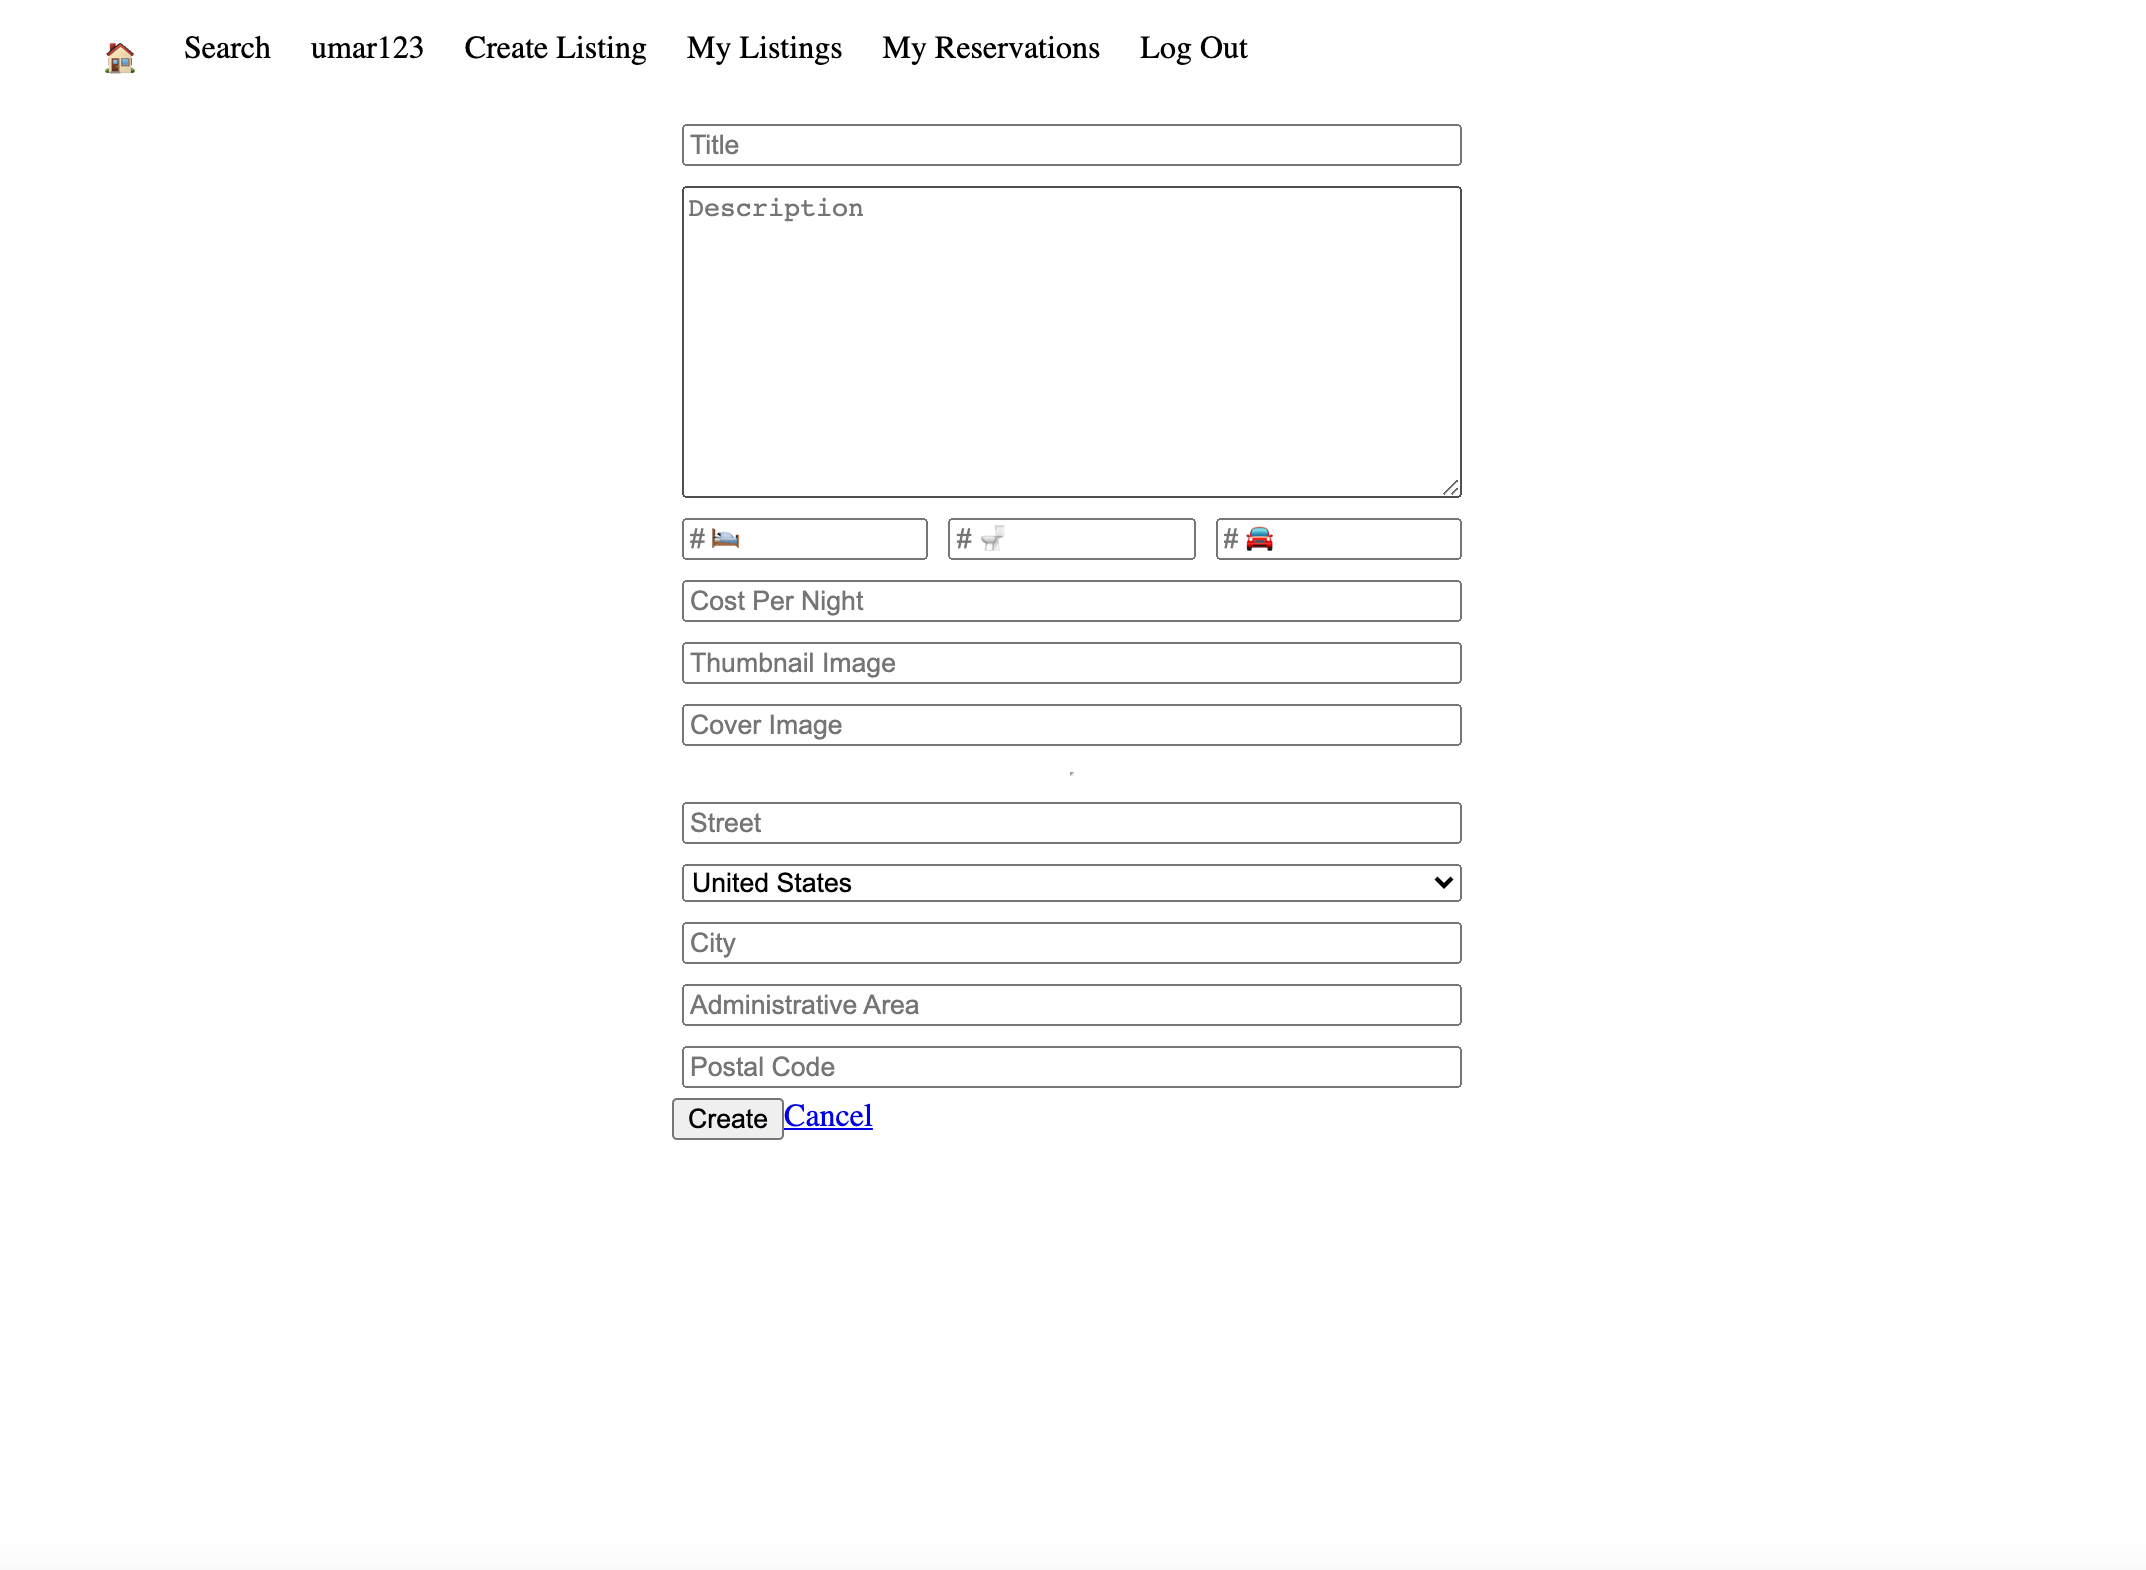 Search umar123 Create Listing My Listings My Reservations Log Out
Title
Description
# 🛏️ # 🚽 # 🚘
Cost Per Night
Thumbnail Image
Cover Image
Street
United States
City
Administrative Area
Postal Code
Create Cancel